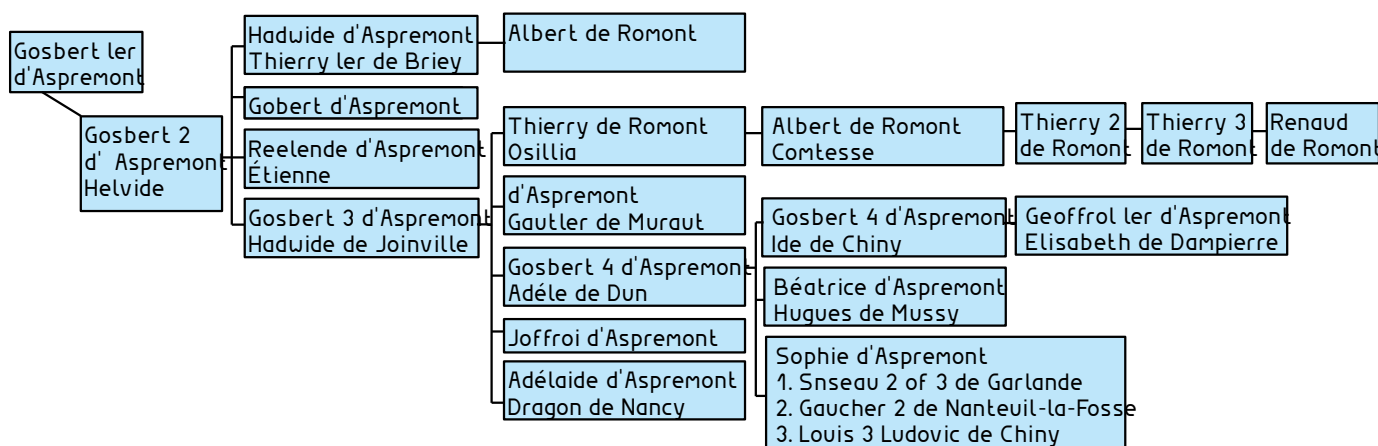 Gosbert ler
d'Aspremont
Gosbert 2
d' Aspremont
Helvide
Hadwide d'Aspremont
Thierry ler de Briey
Gobert d'Aspremont
Reelende d'Aspremont
Étienne
Gosbert 3 d'Aspremont
Hadwide de Joinville
Albert de Romont
Thierry de Romont
Osillia
d'Aspremont
Gautler de Muraut
Gosbert 4 d'Aspremont
Adéle de Dun
Joffroi d'Aspremont
Adélaide d'Aspremont
Dragon de Nancy
Albert de Romont
Comtesse
Gosbert 4 d'Aspremont
Ide de Chiny
Béatrice d'Aspremont
Hugues de Mussy
Sophie d'Aspremont
1. Snseau 2 of 3 de Garlande
2. Gaucher 2 de Nanteuil-la-Fosse
3. Louis 3 Ludovic de Chiny
Thierry 2
de Romont
Thierry 3
de Romont
Renaud
de Romont
Geoffrol ler d'Aspremont
Elisabeth de Dampierre